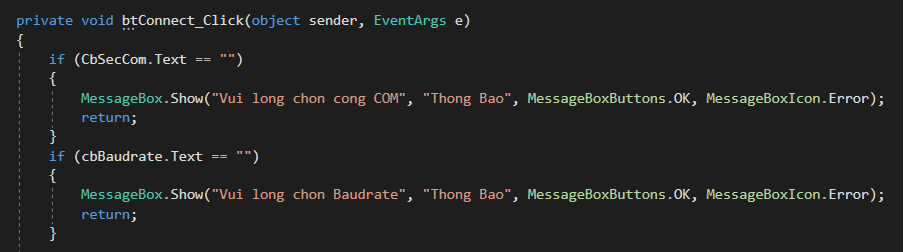 private void btConnect_Click(object sender, EventArgs e)
{
if (CbSecCom.Text == "")
{
MessageBox.Show("Vui long chon cong COM", "Thong Bao", MessageBoxButtons.OK, MessageBoxIcon.Error);
return;
}
if (cbBaudrate.Text == "")
{
MessageBox.Show("Vui long chon Baudrate", "Thong Bao", MessageBoxButtons.OK, MessageBoxIcon.Error);
return;
}